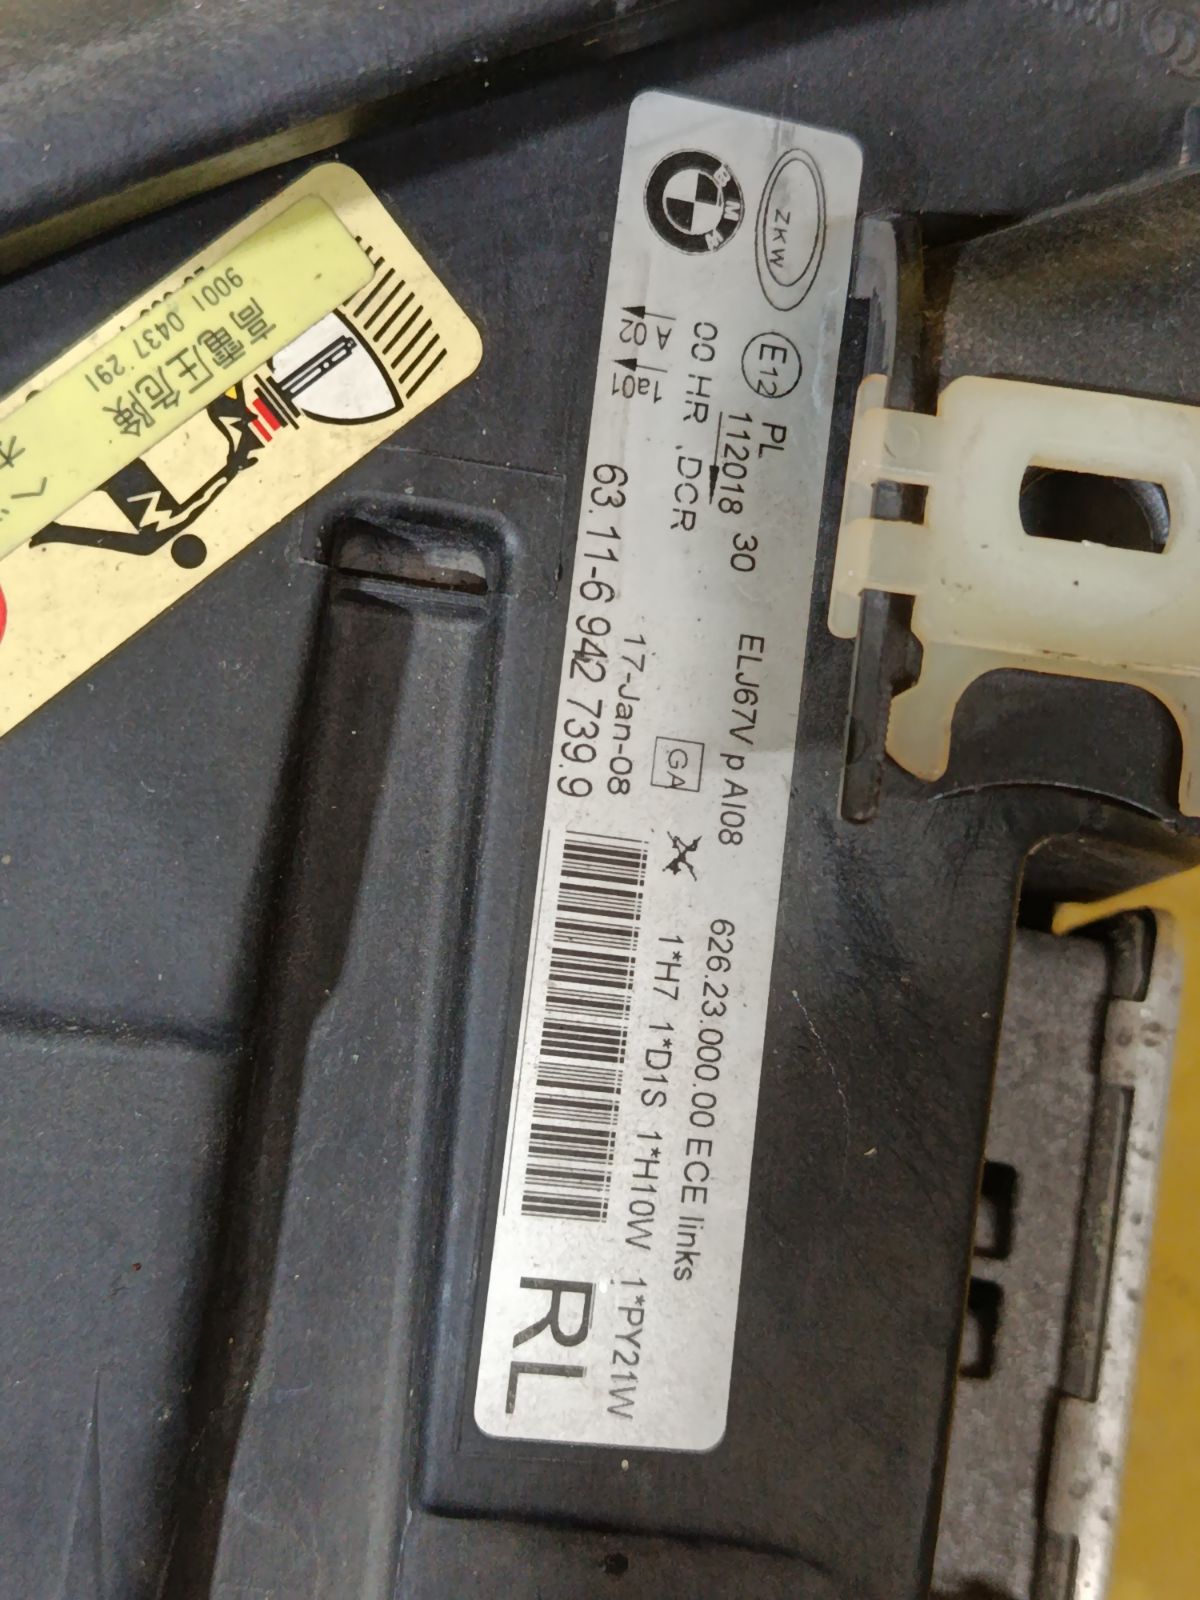 ZKW
BMW
E12
PL
112018 30 ELJ67V p AI08 626.23.000.00 ECE links
00 HR DCR GA 1*H7 1*D1S 1*H10W 1*PY21W
A 1a01
02
17-Jan-08
63.11-6 942 739.9
RL
高電圧危険
9001 0437 291